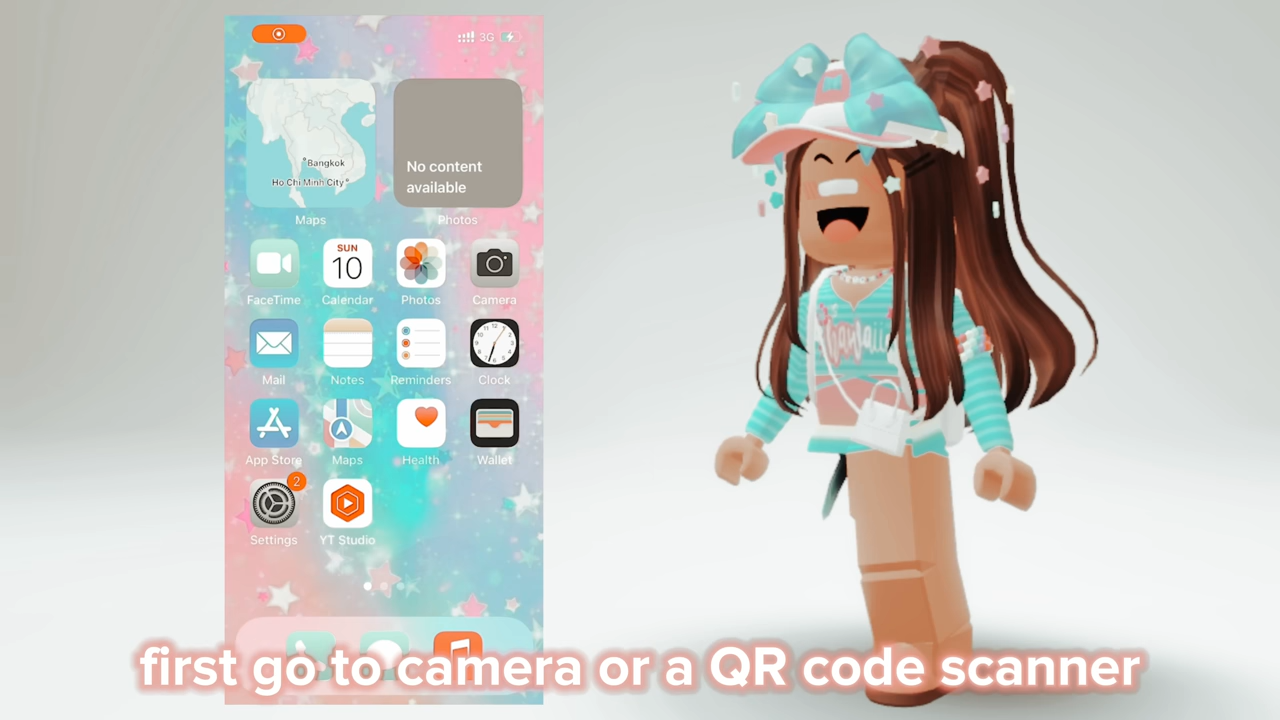 3G
Bangkok
Ho Chi Minh City
No content
available
Maps
Photos
SUN
10
FaceTime
Calendar
Photos
Camera
Mail
Notes
Reminders
Clock
App Store
Maps
Health
Wallet
2
Settings
YT Studio
first go to camera or a QR code scanner